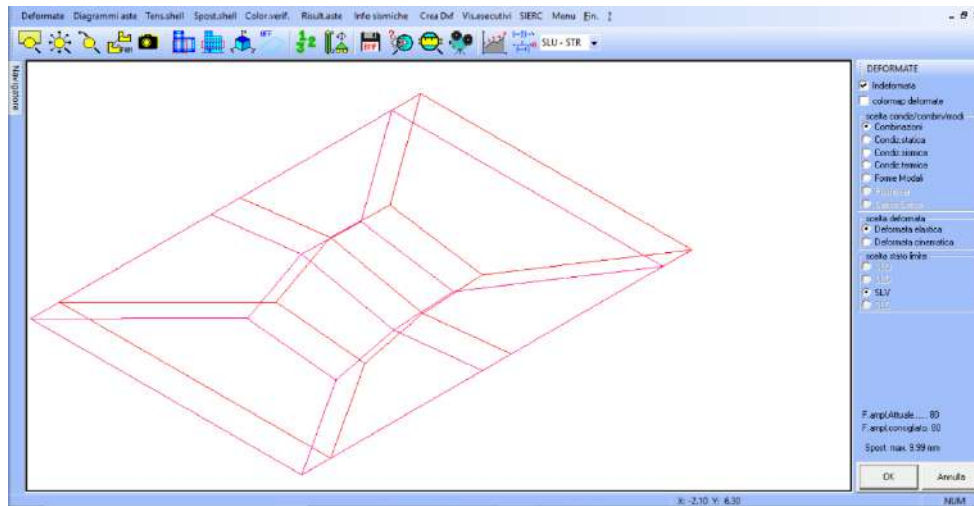 Deformate Diagrammi aste Tens.shell Spost.shell Color.verif. Risult.aste Info sismiche Crea Dxf Vis.esecutivi SIERC Menu Fin. ?
SLU - STR
Navigatore
DEFORMATE
Indeformata
colormap deformate
scelta condiz/combin/modi
Combinazioni
Condiz.statica
Condiz.sismica
Condiz.termica
Forme Modali
scelta deformata
Deformata elastica
Deformata cinematica
scelta stato limite
SLV
F.ampl.Attuale..... 80
F.ampl.consigliato: 80
Spost. max. 9.99 mm
OK Annulla
X: -2.10 Y: 6.30 NUM